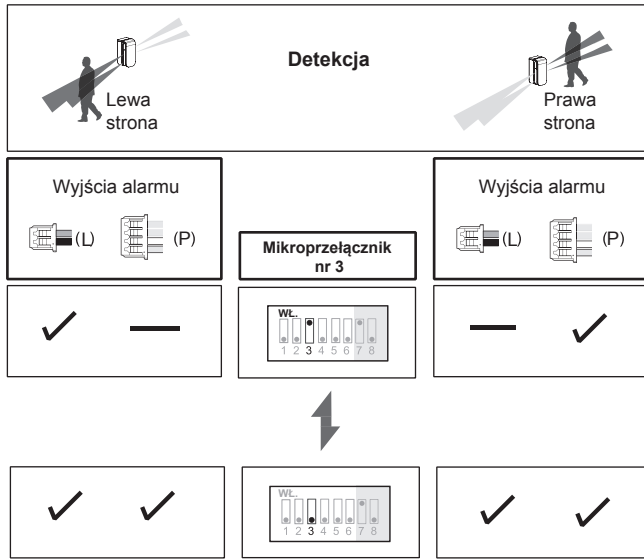 Detekcja
Lewa
strona
Prawa
strona
Wyjścia alarmu
(L) (P)
Mikroprzełącznik
nr 3
Wyjścia alarmu
(L) (P)
WŁ.
1 2 3 4 5 6 7 8
WŁ.
1 2 3 4 5 6 7 8